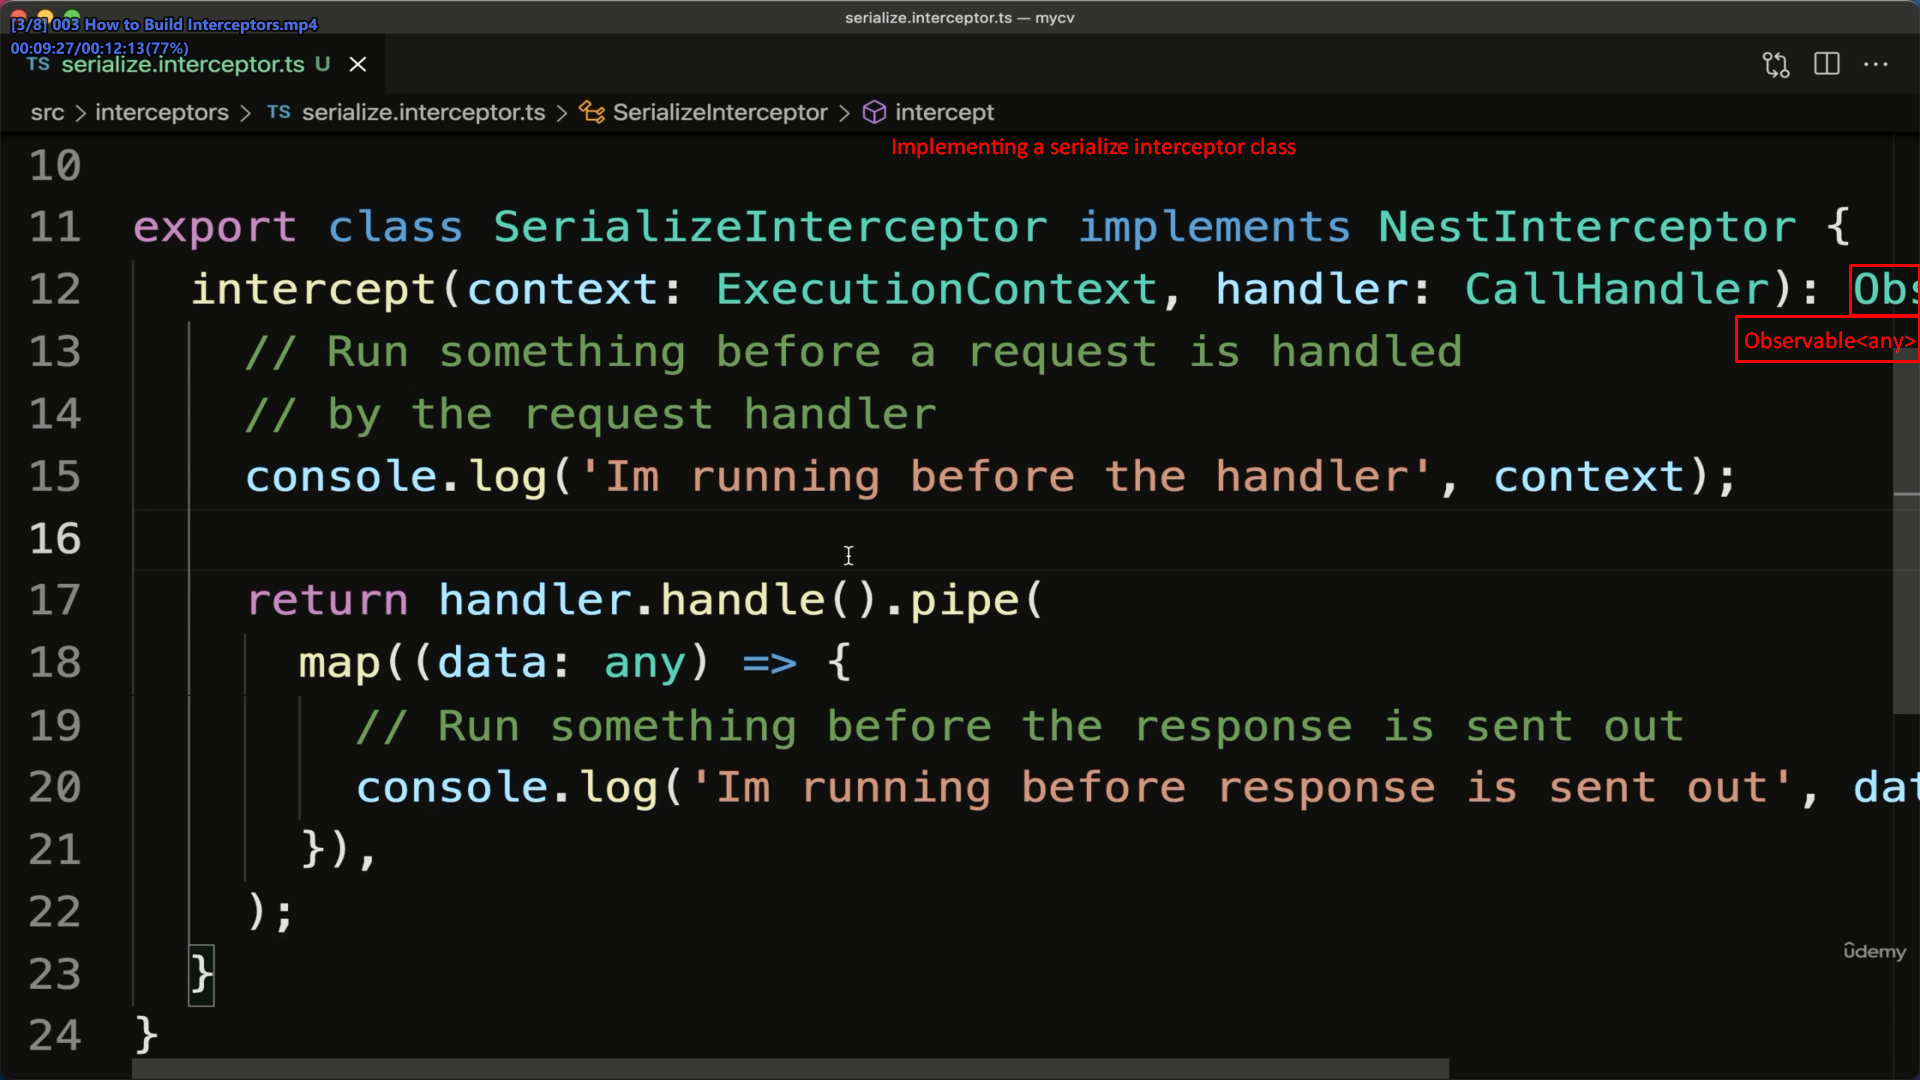 serialize.interceptor.ts — mycv
[3/8] 003 How to Build Interceptors.mp4
00:09:27/00:12:13(77%)
TS serialize.interceptor.ts U
src > interceptors > TS serialize.interceptor.ts > SerializeInterceptor > intercept
Implementing a serialize interceptor class
10
11 export class SerializeInterceptor implements NestInterceptor {
12 intercept(context: ExecutionContext, handler: CallHandler): Obs
Observable<any>
13 // Run something before a request is handled
14 // by the request handler
15 console.log('Im running before the handler', context);
16
17 return handler.handle().pipe(
18 map((data: any) => {
19 // Run something before the response is sent out
20 console.log('Im running before response is sent out', dat
21 }),
22 );
23 }
24 }
ûdemy